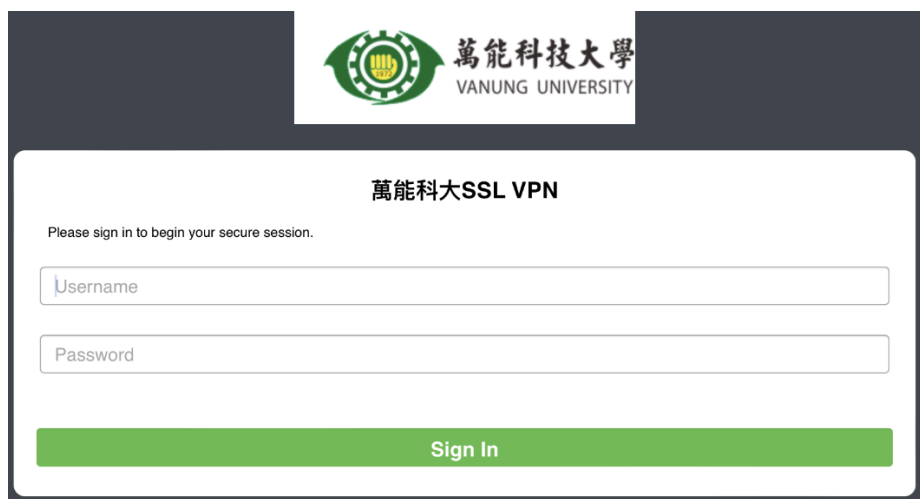 萬能科技大學
VANUNG UNIVERSITY
1972
萬能科大SSL VPN
Please sign in to begin your secure session.
Username
Password
Sign In